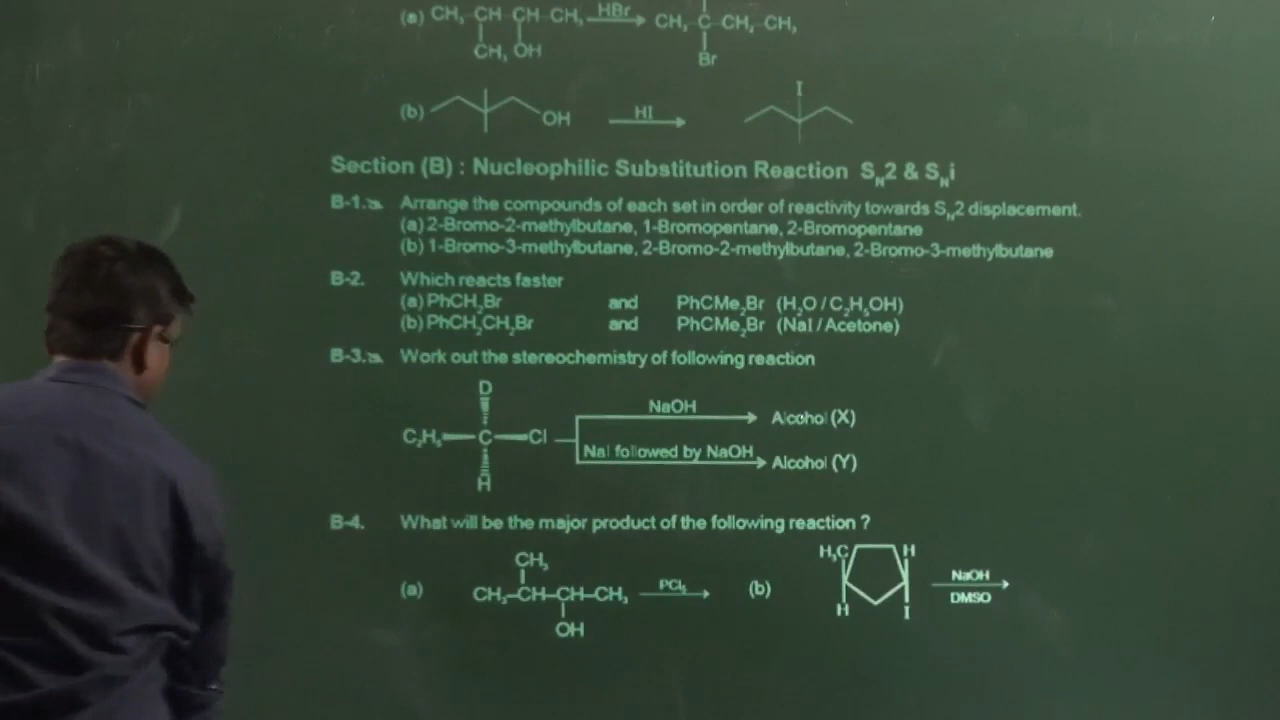 (a) CH₃ CH CH CH₃ HBr CH₃ C CH₂ CH₃
CH₃ OH Br
(b) OH HI I
Section (B) : Nucleophilic Substitution Reaction S_N2 & S_Ni
B-1. Arrange the compounds of each set in order of reactivity towards S_N2 displacement.
(a) 2-Bromo-2-methylbutane, 1-Bromopentane, 2-Bromopentane
(b) 1-Bromo-3-methylbutane, 2-Bromo-2-methylbutane, 2-Bromo-3-methylbutane
B-2. Which reacts faster
(a) PhCH₂Br and PhCMe₂Br (H₂O / C₂H₅OH)
(b) PhCH₂CH₂Br and PhCMe₂Br (NaI / Acetone)
B-3. Work out the stereochemistry of following reaction
D
NaOH Alcohol (X)
C₂H₅ C Cl
NaI followed by NaOH Alcohol (Y)
H
B-4. What will be the major product of the following reaction ?
CH₃ H₃C H
(a) CH₃–CH–CH–CH₃ PCl₅ (b) NaOH
DMSO
H I
OH